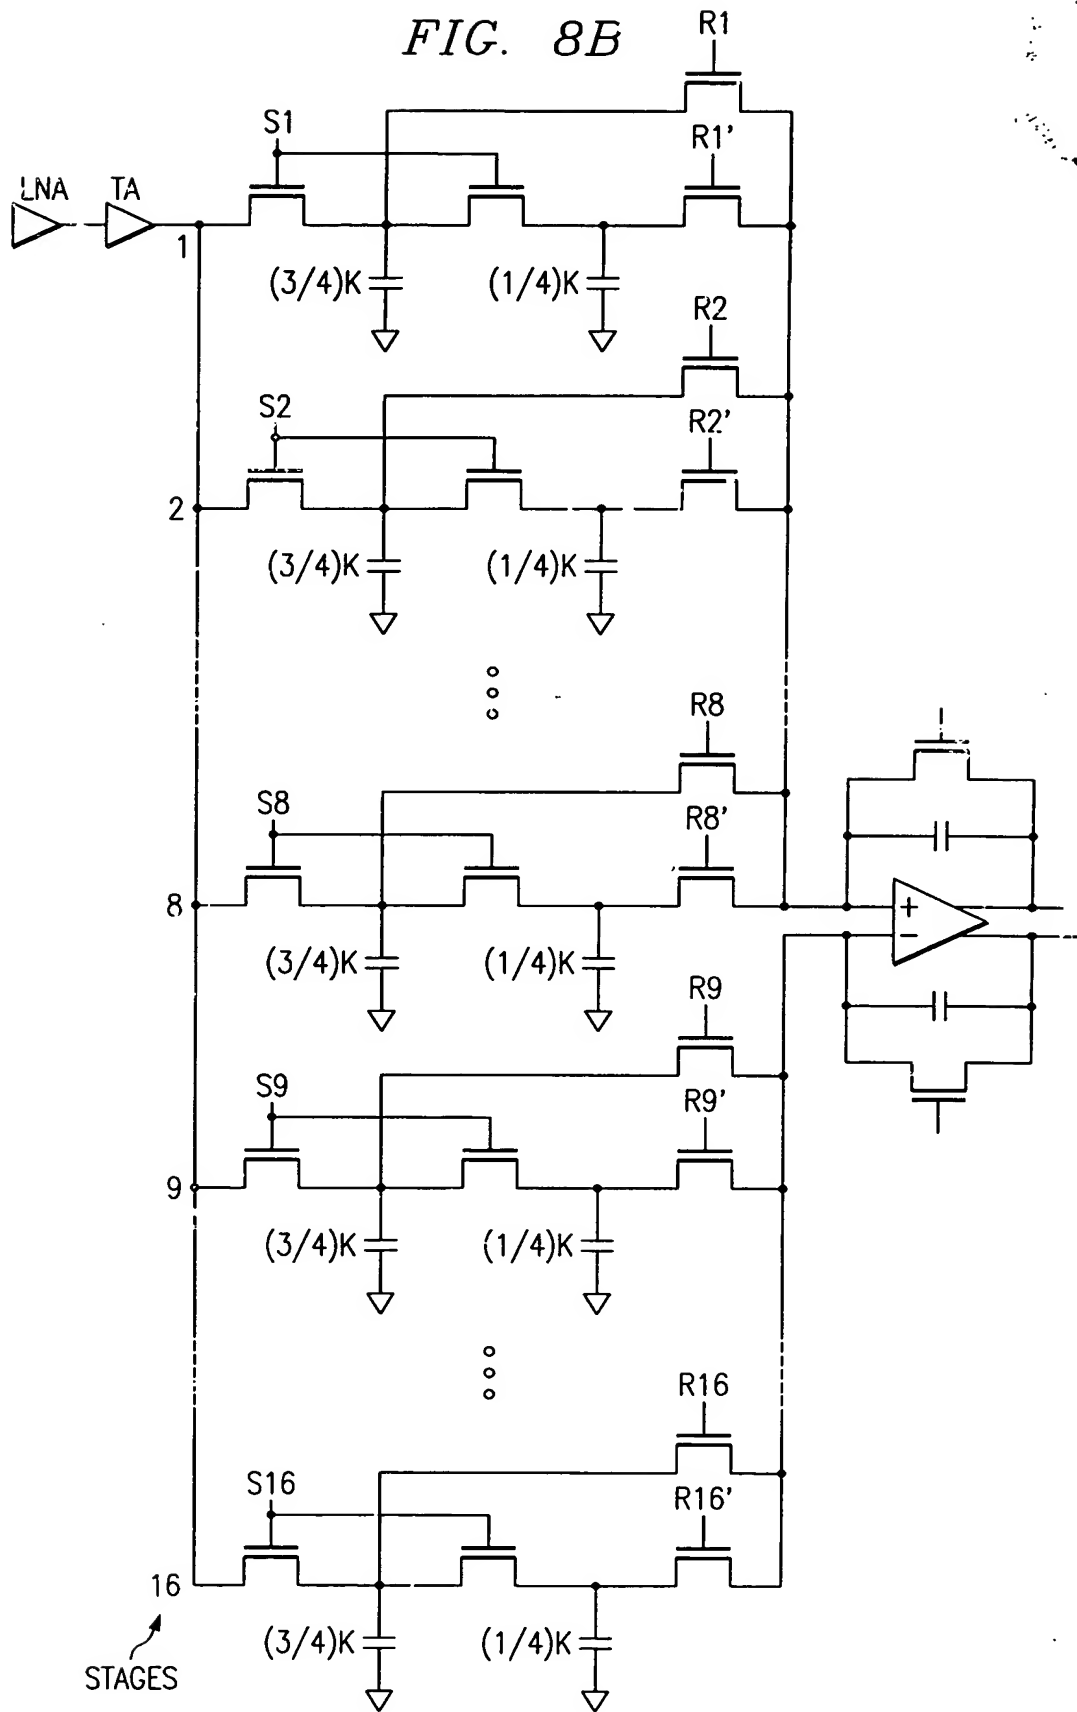 FIG. 8B
R1
S1
R1'
LNA
TA
1
(3/4)K
(1/4)K
R2
S2
R2'
2
(3/4)K
(1/4)K
R8
S8
R8'
8
+
−
(3/4)K
(1/4)K
R9
S9
R9'
9
(3/4)K
(1/4)K
R16
S16
R16'
16
(3/4)K
(1/4)K
STAGES